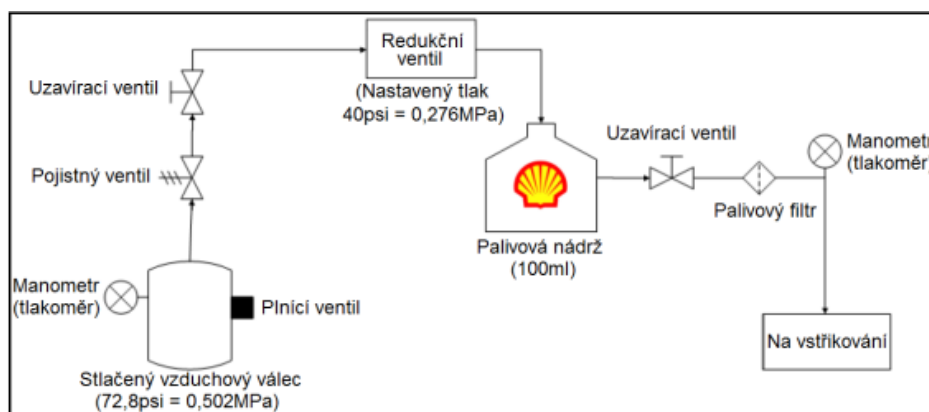 Redukční
ventil
(Nastavený tlak
40psi = 0,276MPa)
Uzavírací ventil
Pojistný ventil
Manometr
(tlakoměr)
Plnící ventil
Stlačený vzduchový válec
(72,8psi = 0,502MPa)
Palivová nádrž
(100ml)
Uzavírací ventil
Palivový filtr
Manometr
(tlakoměr)
Na vstřikování